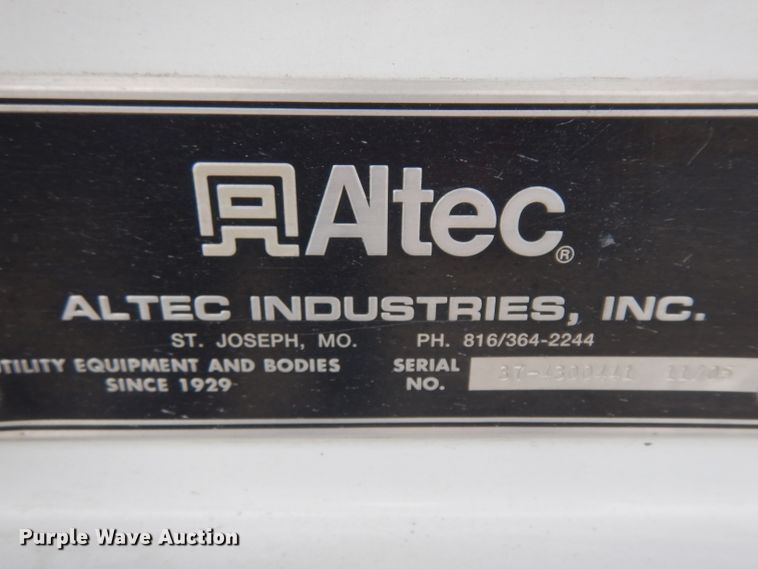 Altec®
ALTEC INDUSTRIES, INC.
ST. JOSEPH, MO. PH. 816/364-2244
UTILITY EQUIPMENT AND BODIES
SINCE 1929
SERIAL
NO.
Purple Wave Auction